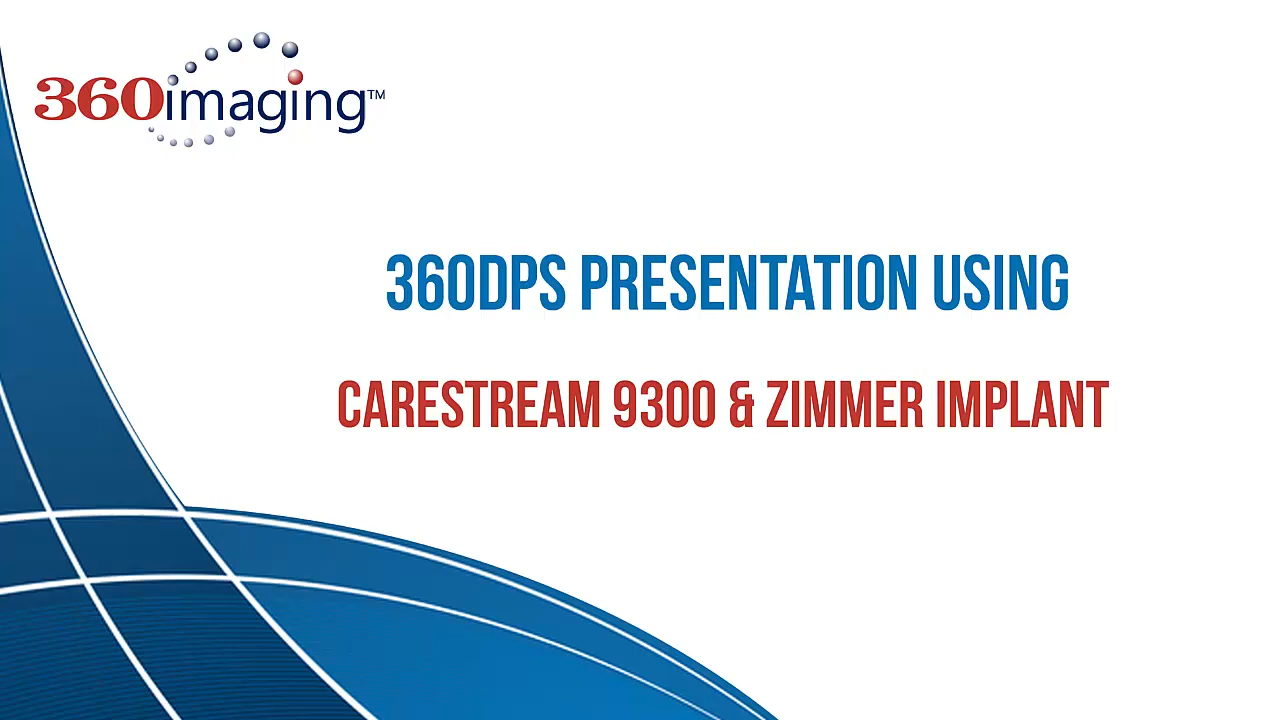 360imaging™
360DPS PRESENTATION USING
CARESTREAM 9300 & ZIMMER IMPLANT